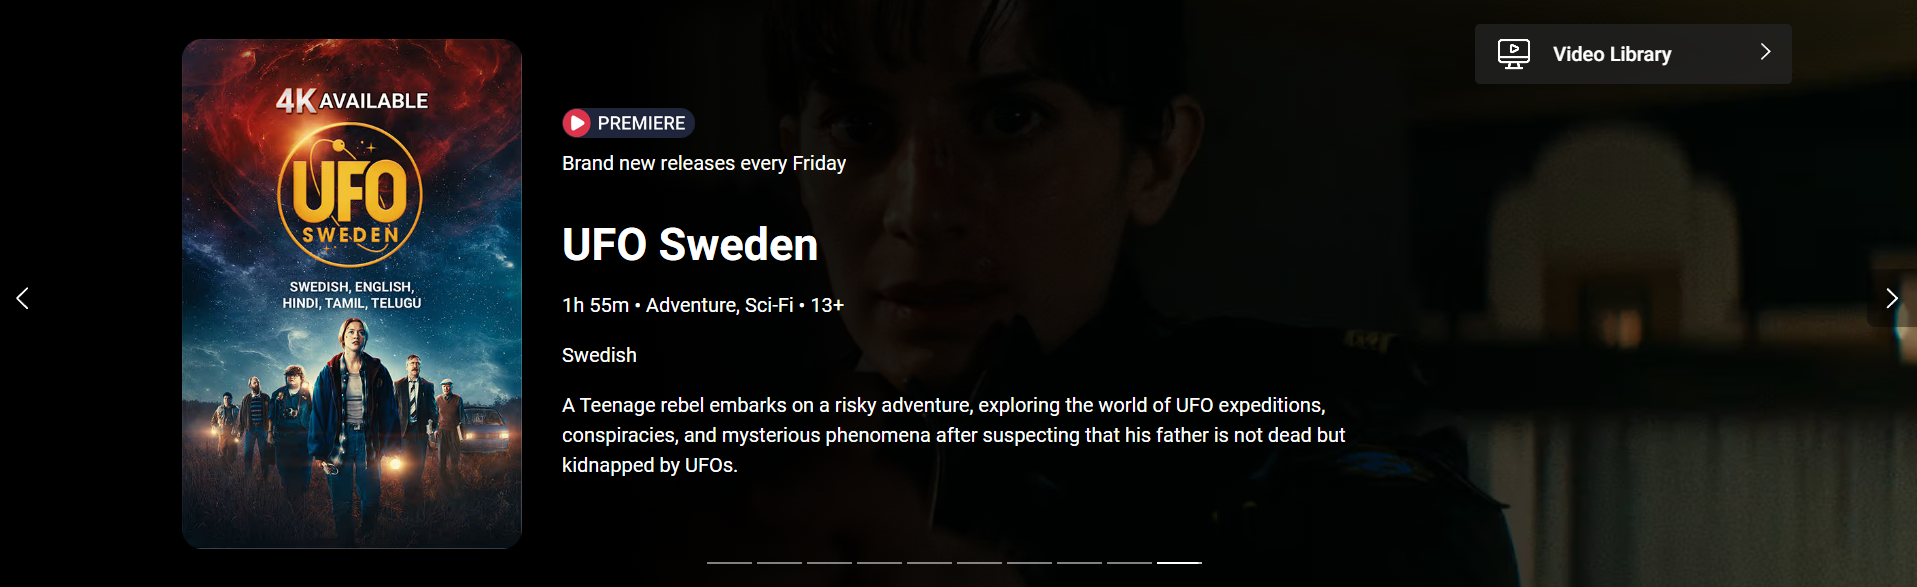 4K AVAILABLE
UFO
SWEDEN
SWEDISH, ENGLISH,
HINDI, TAMIL, TELUGU
Video Library
PREMIERE
Brand new releases every Friday
UFO Sweden
1h 55m • Adventure, Sci-Fi • 13+
Swedish
A Teenage rebel embarks on a risky adventure, exploring the world of UFO expeditions,
conspiracies, and mysterious phenomena after suspecting that his father is not dead but
kidnapped by UFOs.